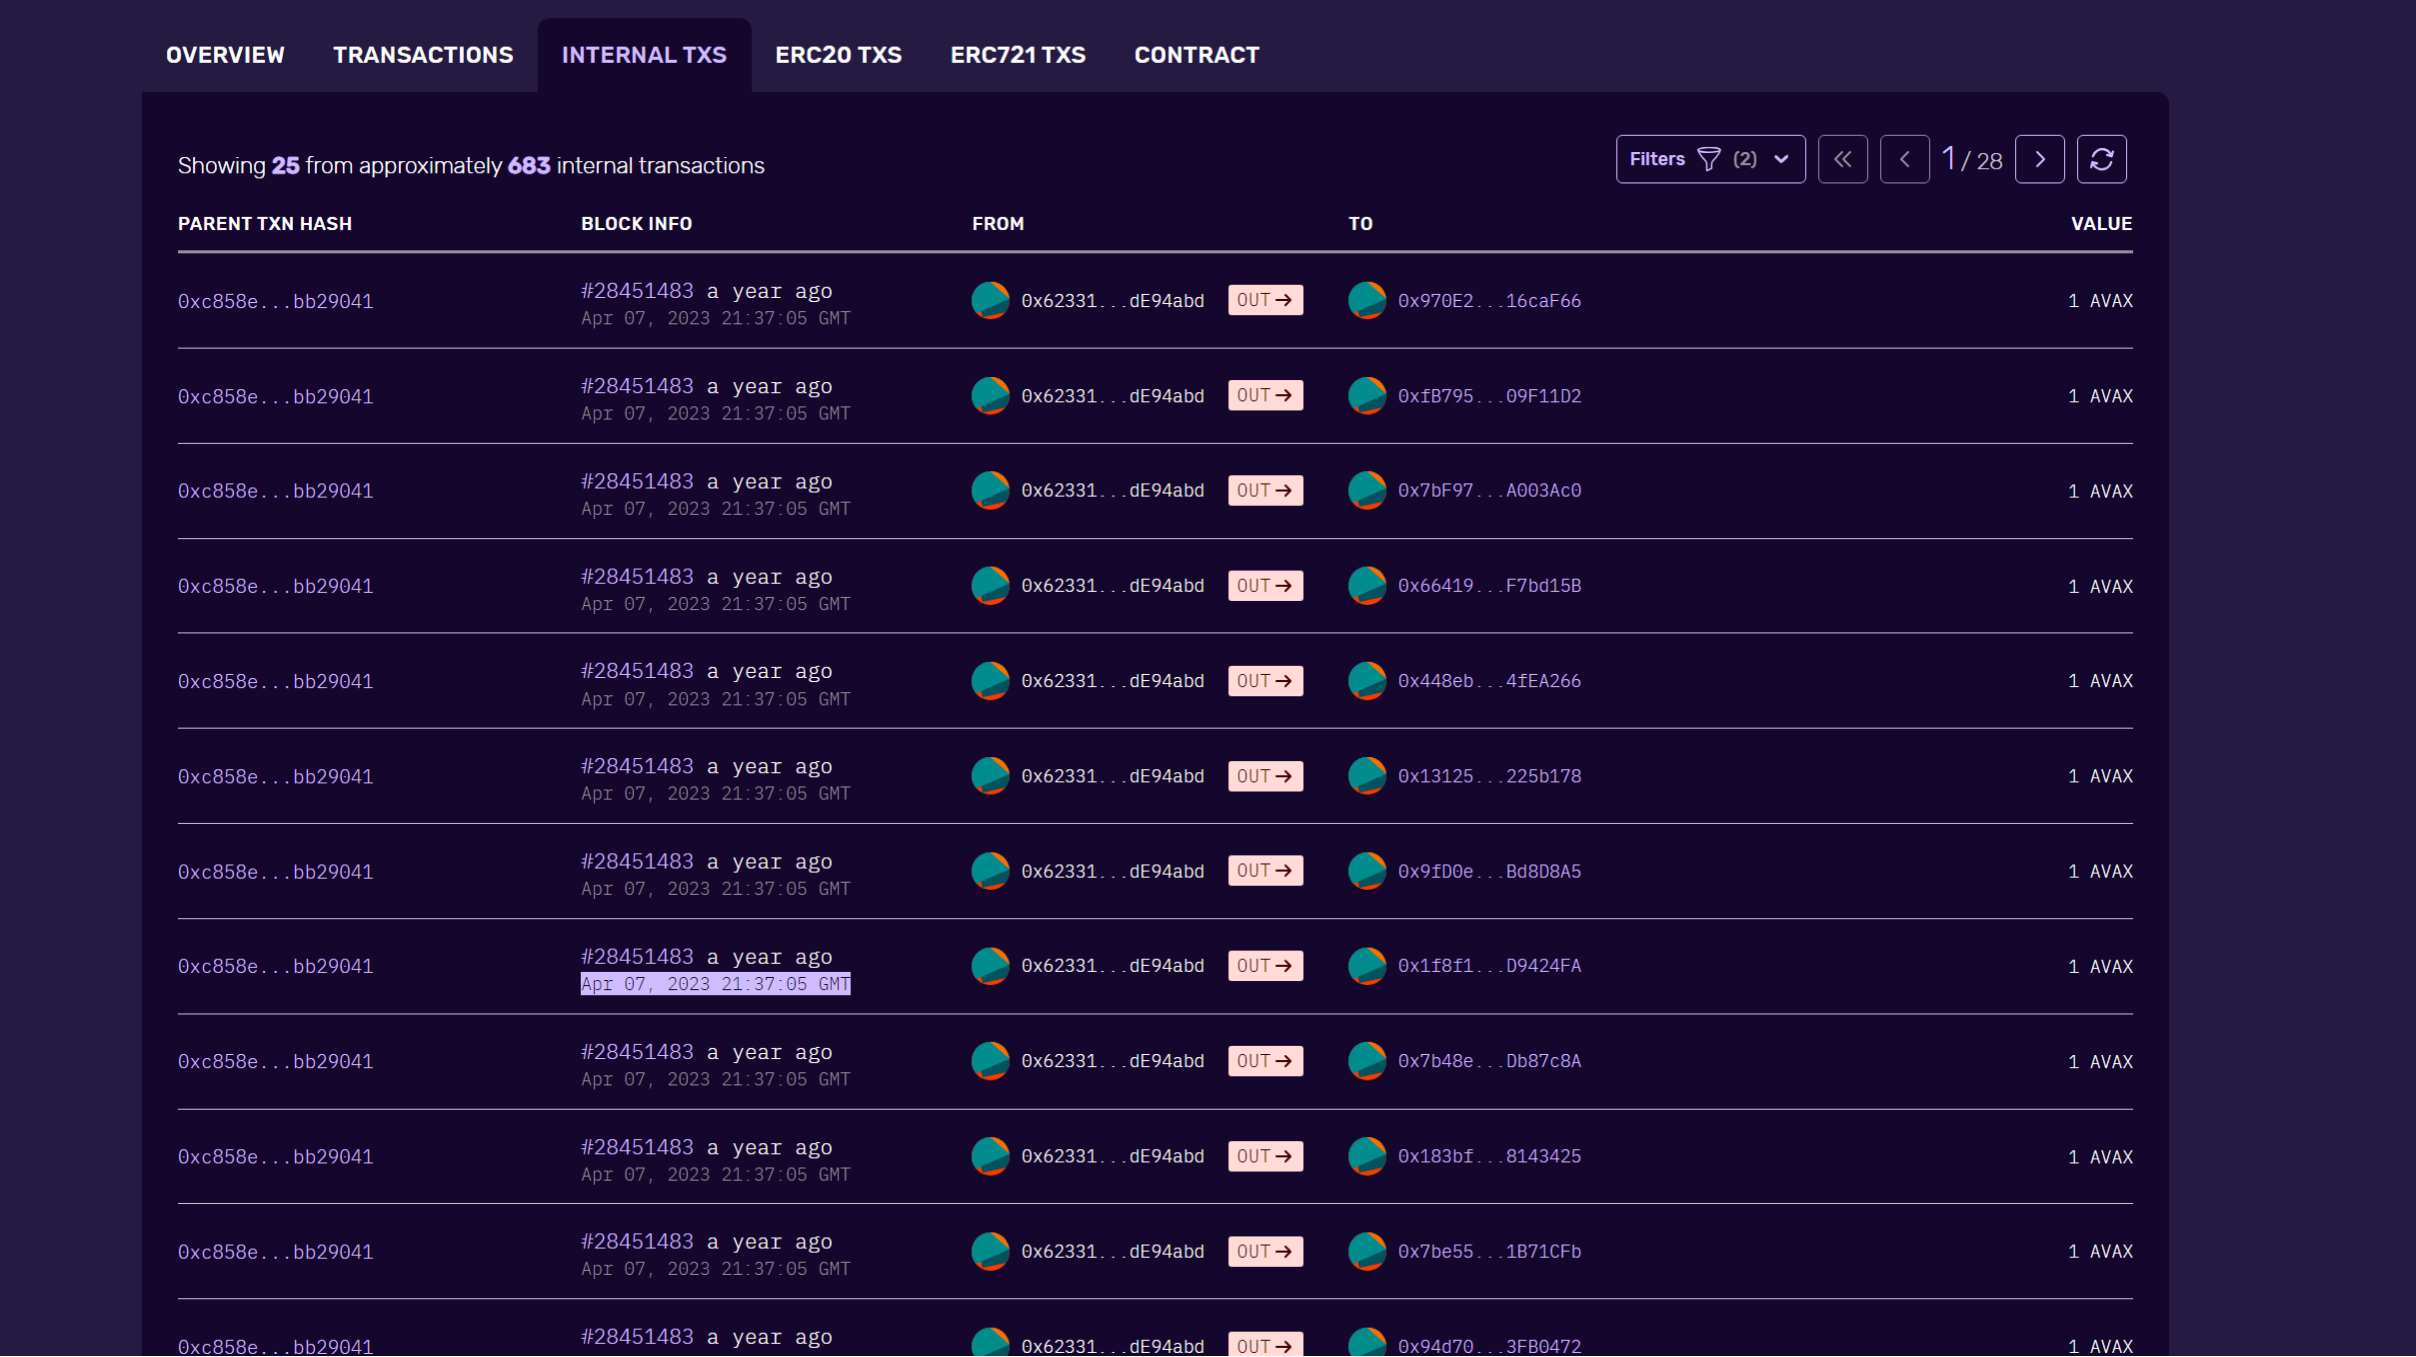 OVERVIEW TRANSACTIONS INTERNAL TXS ERC20 TXS ERC721 TXS CONTRACT
Showing 25 from approximately 683 internal transactions Filters (2) 1 / 28
PARENT TXN HASH BLOCK INFO FROM TO VALUE
0xc858e...bb29041 #28451483 a year ago 0x62331...dE94abd OUT 0x970E2...16caF66 1 AVAX
Apr 07, 2023 21:37:05 GMT
0xc858e...bb29041 #28451483 a year ago 0x62331...dE94abd OUT 0xfB795...09F11D2 1 AVAX
Apr 07, 2023 21:37:05 GMT
0xc858e...bb29041 #28451483 a year ago 0x62331...dE94abd OUT 0x7bF97...A003Ac0 1 AVAX
Apr 07, 2023 21:37:05 GMT
0xc858e...bb29041 #28451483 a year ago 0x62331...dE94abd OUT 0x66419...F7bd15B 1 AVAX
Apr 07, 2023 21:37:05 GMT
0xc858e...bb29041 #28451483 a year ago 0x62331...dE94abd OUT 0x448eb...4fEA266 1 AVAX
Apr 07, 2023 21:37:05 GMT
0xc858e...bb29041 #28451483 a year ago 0x62331...dE94abd OUT 0x13125...225b178 1 AVAX
Apr 07, 2023 21:37:05 GMT
0xc858e...bb29041 #28451483 a year ago 0x62331...dE94abd OUT 0x9fD0e...Bd8D8A5 1 AVAX
Apr 07, 2023 21:37:05 GMT
0xc858e...bb29041 #28451483 a year ago 0x62331...dE94abd OUT 0x1f8f1...D9424FA 1 AVAX
Apr 07, 2023 21:37:05 GMT
0xc858e...bb29041 #28451483 a year ago 0x62331...dE94abd OUT 0x7b48e...Db87c8A 1 AVAX
Apr 07, 2023 21:37:05 GMT
0xc858e...bb29041 #28451483 a year ago 0x62331...dE94abd OUT 0x183bf...8143425 1 AVAX
Apr 07, 2023 21:37:05 GMT
0xc858e...bb29041 #28451483 a year ago 0x62331...dE94abd OUT 0x7be55...1B71CFb 1 AVAX
Apr 07, 2023 21:37:05 GMT
0xc858e...bb29041 #28451483 a year ago 0x62331...dE94abd OUT 0x94d70...3FB0472 1 AVAX